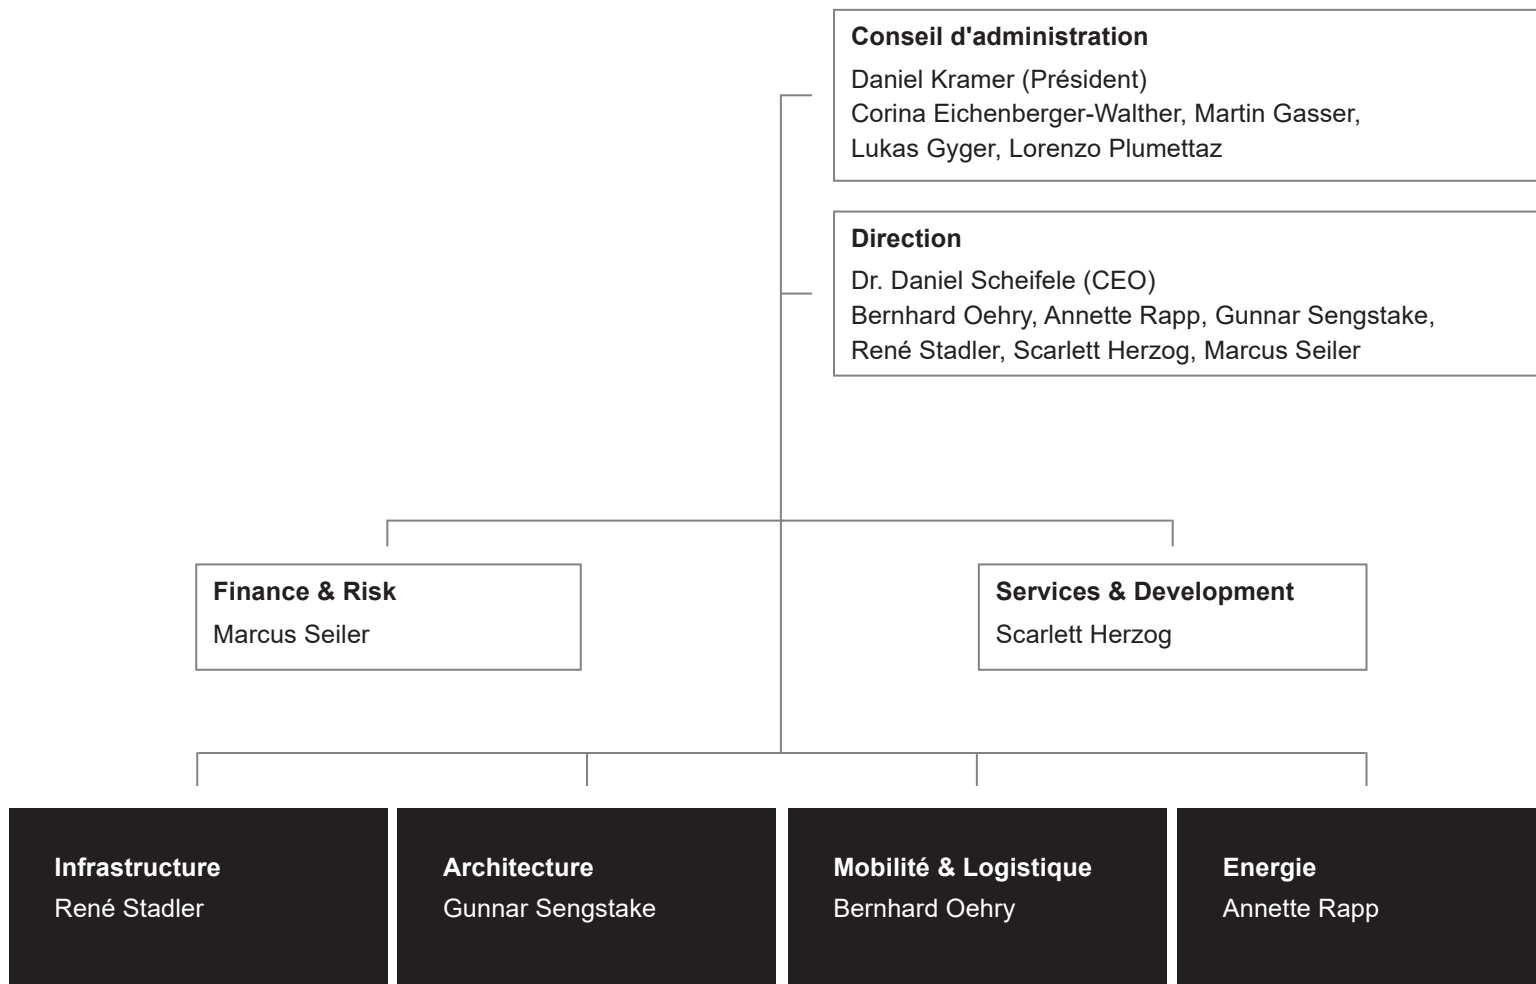 Conseil d'administration
Daniel Kramer (Président)
Corina Eichenberger-Walther, Martin Gasser,
Lukas Gyger, Lorenzo Plumettaz
Direction
Dr. Daniel Scheifele (CEO)
Bernhard Oehry, Annette Rapp, Gunnar Sengstake,
René Stadler, Scarlett Herzog, Marcus Seiler
Finance & Risk
Marcus Seiler
Services & Development
Scarlett Herzog
Infrastructure
René Stadler
Architecture
Gunnar Sengstake
Mobilité & Logistique
Bernhard Oehry
Energie
Annette Rapp